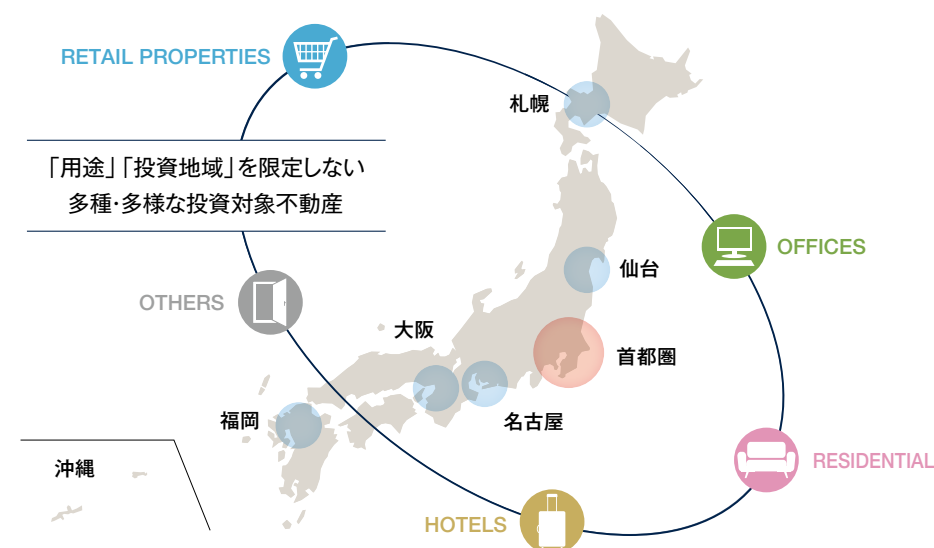 RETAIL PROPERTIES
札幌
「用途」「投資地域」を限定しない
多種・多様な投資対象不動産
OFFICES
仙台
OTHERS
大阪
首都圏
福岡
名古屋
沖縄
RESIDENTIAL
HOTELS